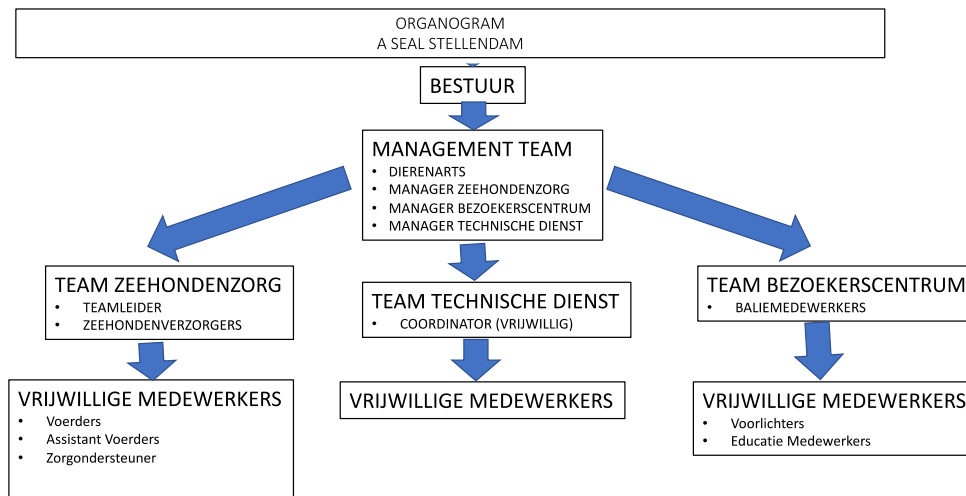 ORGANOGRAM
A SEAL STELLENDAM
BESTUUR
MANAGEMENT TEAM
• DIERENARTS
• MANAGER ZEEHONDENZORG
• MANAGER BEZOEKERSCENTRUM
• MANAGER TECHNISCHE DIENST
TEAM ZEEHONDENZORG
• TEAMLEIDER
• ZEEHONDENVERZORGERS
TEAM TECHNISCHE DIENST
• COORDINATOR (VRIJWILLIG)
TEAM BEZOEKERSCENTRUM
• BALIEMEDEWERKERS
VRIJWILLIGE MEDEWERKERS
• Voerders
• Assistant Voerders
• Zorgondersteuner
VRIJWILLIGE MEDEWERKERS
VRIJWILLIGE MEDEWERKERS
• Voorlichters
• Educatie Medewerkers